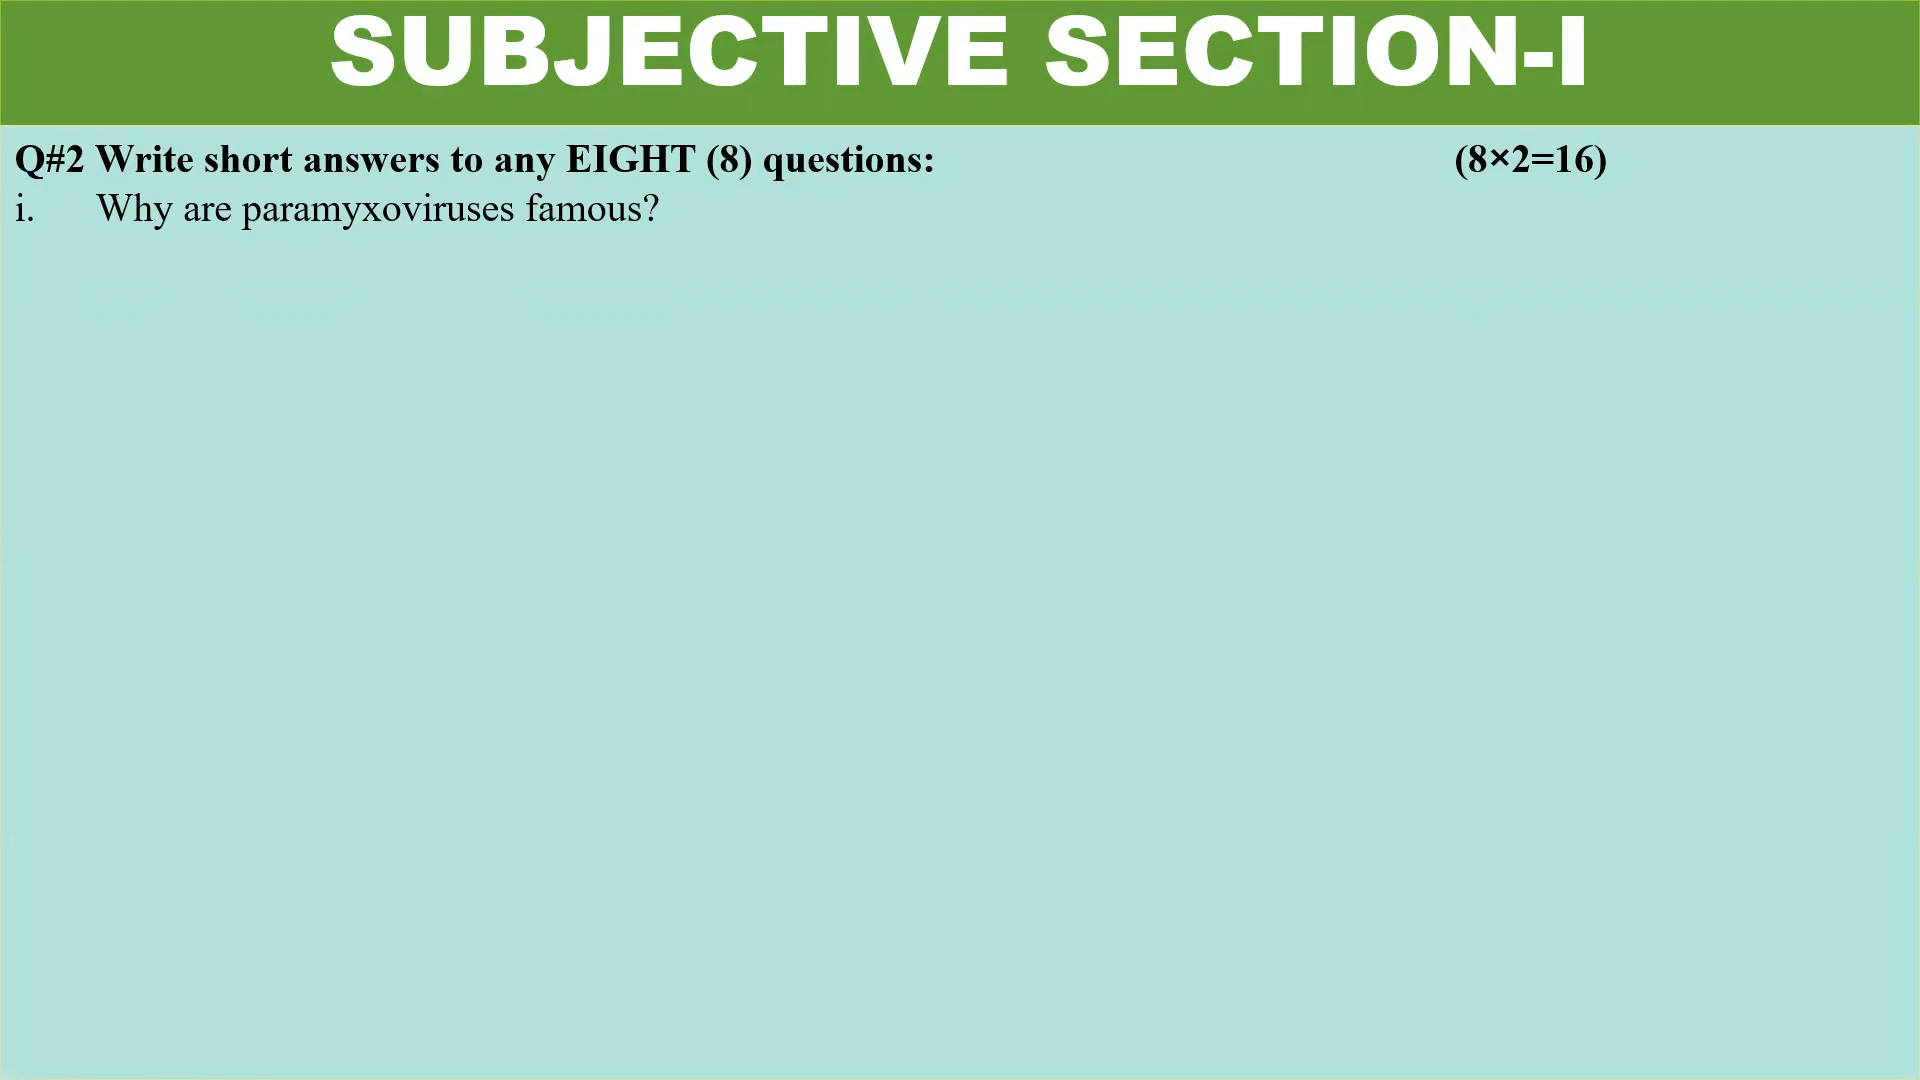 SUBJECTIVE SECTION-I
Q#2 Write short answers to any EIGHT (8) questions: (8×2=16)
i. Why are paramyxoviruses famous?